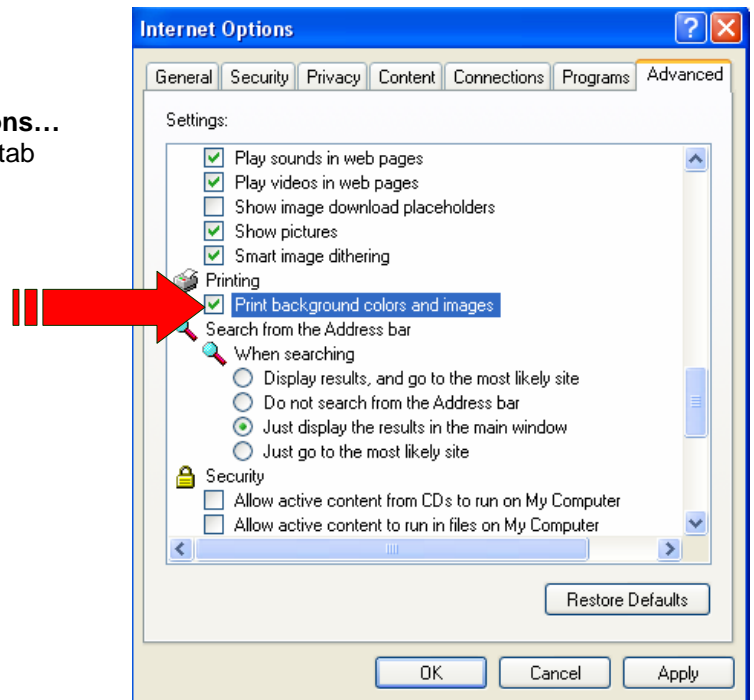 Internet Options
General Security Privacy Content Connections Programs Advanced
ons…
tab
Settings:
Play sounds in web pages
Play videos in web pages
Show image download placeholders
Show pictures
Smart image dithering
Printing
Print background colors and images
Search from the Address bar
When searching
Display results, and go to the most likely site
Do not search from the Address bar
Just display the results in the main window
Just go to the most likely site
Security
Allow active content from CDs to run on My Computer
Allow active content to run in files on My Computer
Restore Defaults
OK Cancel Apply